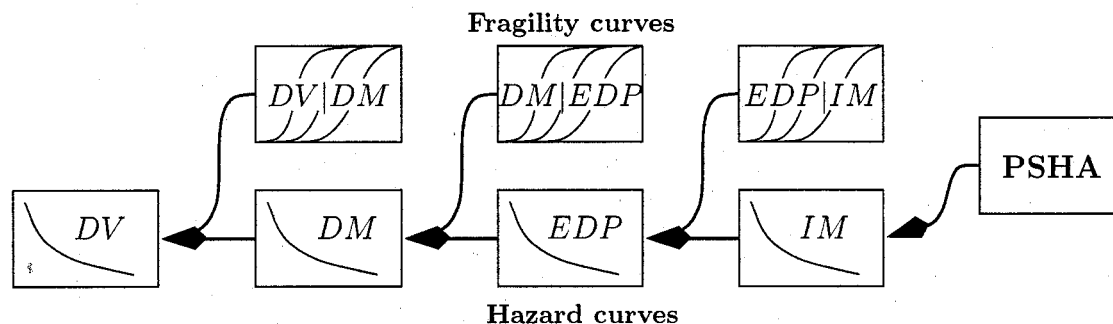 Fragility curves
DV|DM
DM|EDP
EDP|IM
PSHA
DV
DM
EDP
IM
Hazard curves